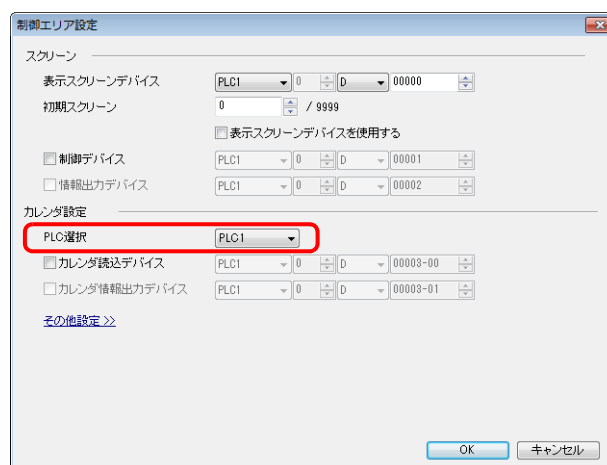 制御エリア設定
スクリーン
表示スクリーンデバイス PLC1 0 D 00000
初期スクリーン 0 / 9999
表示スクリーンデバイスを使用する
制御デバイス PLC1 0 D 00001
情報出力デバイス PLC1 0 D 00002
カレンダ設定
PLC選択 PLC1
カレンダ読込デバイス PLC1 0 D 00003-00
カレンダ情報出力デバイス PLC1 0 D 00003-01
その他設定 >>
OK キャンセル